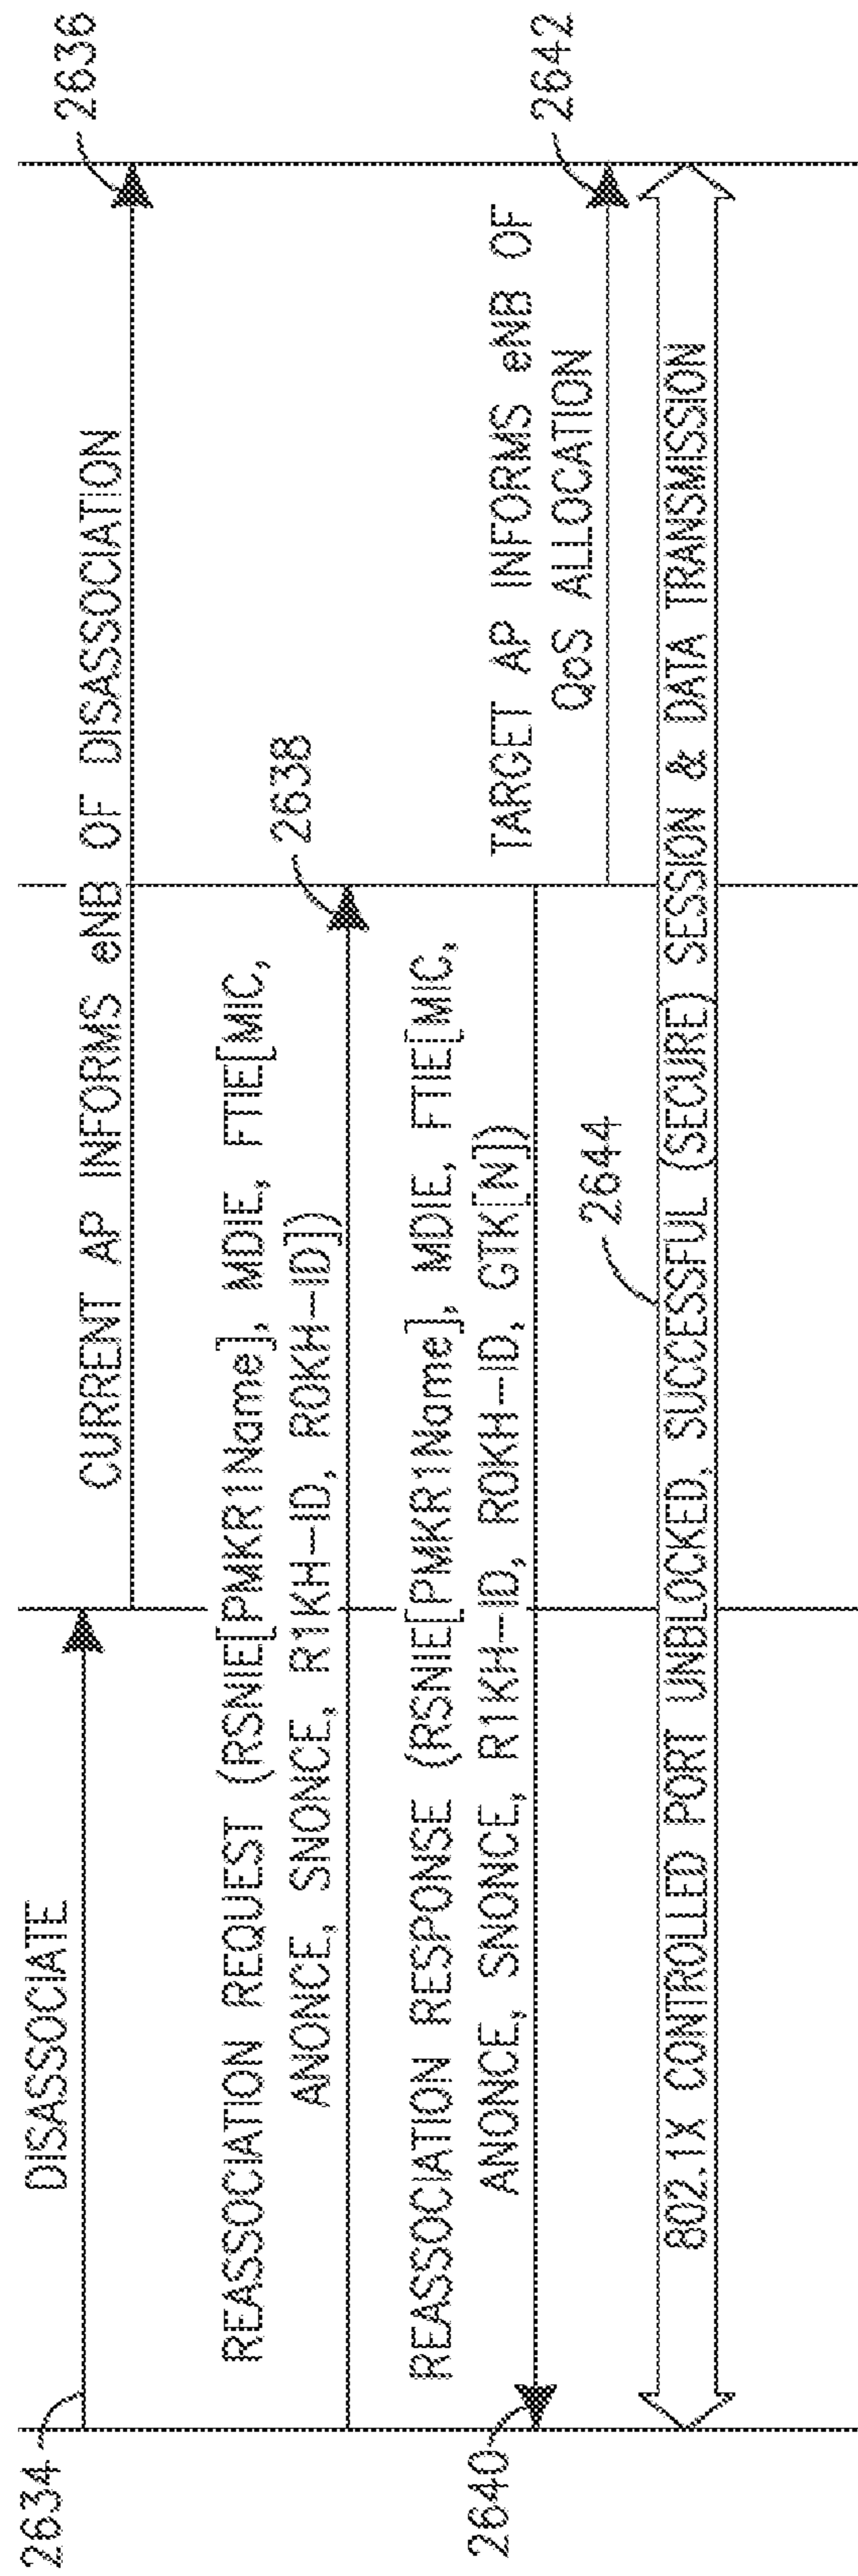 2634
DISASSOCIATE
CURRENT AP INFORMS eNB OF DISASSOCIATION
2636
REASSOCIATION REQUEST (RSNIE[PMKR1Name], MDIE, FTIE[MIC,
ANONCE, SNONCE, R1KH-ID, R0KH-ID])
2638
REASSOCIATION RESPONSE (RSNIE[PMKR1Name], MDIE, FTIE[MIC,
ANONCE, SNONCE, R1KH-ID, R0KH-ID, GTK[N])
2640
TARGET AP INFORMS eNB OF
QoS ALLOCATION
2642
2644
802.1X CONTROLLED PORT UNBLOCKED, SUCCESSFUL (SECURE) SESSION & DATA TRANSMISSION